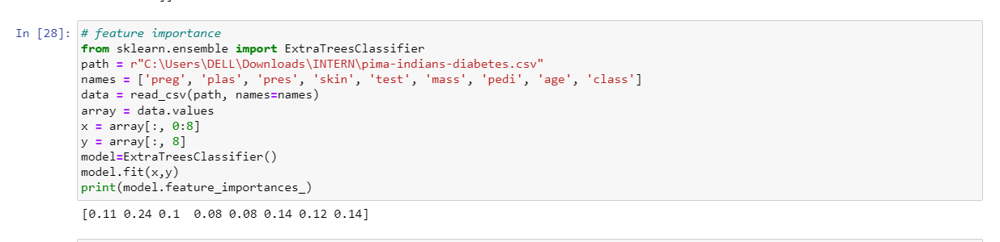 In [28]: # feature importance
from sklearn.ensemble import ExtraTreesClassifier
path = r"C:\Users\DELL\Downloads\INTERN\pima-indians-diabetes.csv"
names = ['preg', 'plas', 'pres', 'skin', 'test', 'mass', 'pedi', 'age', 'class']
data = read_csv(path, names=names)
array = data.values
x = array[:, 0:8]
y = array[:, 8]
model=ExtraTreesClassifier()
model.fit(x,y)
print(model.feature_importances_)
[0.11 0.24 0.1  0.08 0.08 0.14 0.12 0.14]